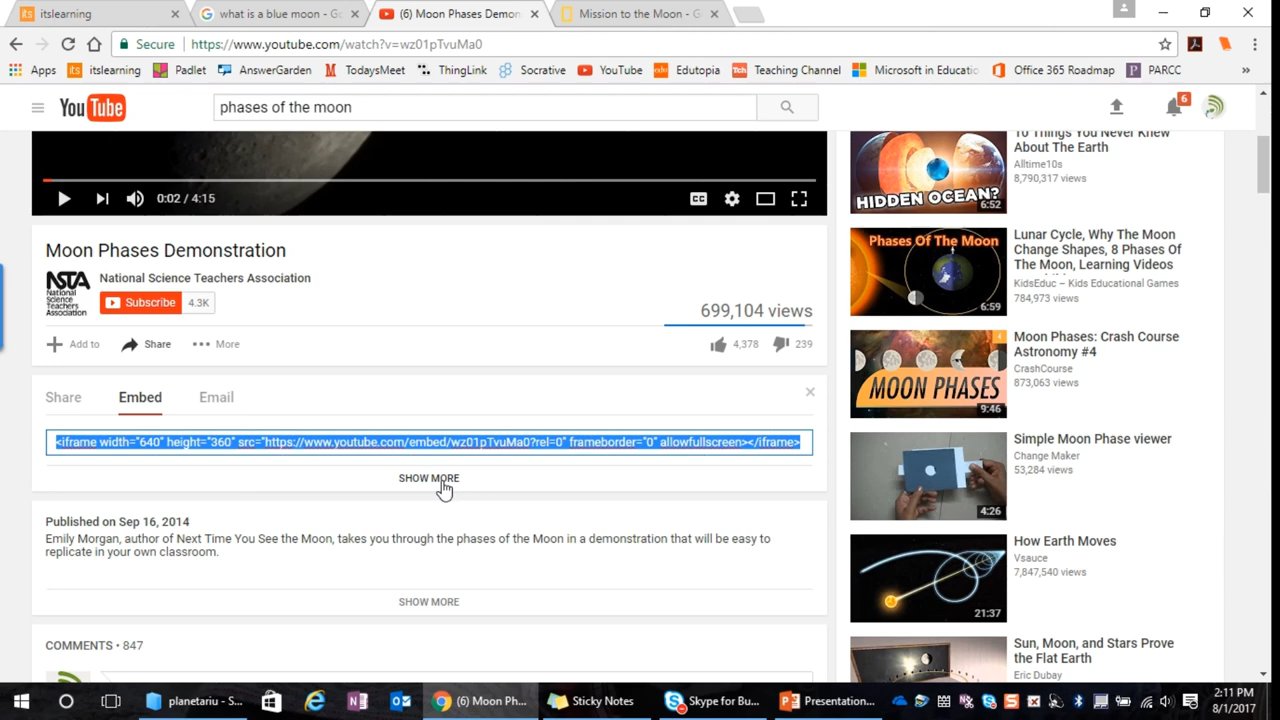 itslearning
what is a blue moon - Go
(6) Moon Phases Demon
Mission to the Moon - G
Secure
https://www.youtube.com/watch?v=wz01pTvuMa0
Apps
itslearning
Padlet
AnswerGarden
TodaysMeet
ThingLink
Socrative
YouTube
Edutopia
Teaching Channel
Microsoft in Educatio
Office 365 Roadmap
PARCC
»
YouTube
phases of the moon
6
0:02 / 4:15
CC
Moon Phases Demonstration
NSTA
National
Science
Teachers
Association
National Science Teachers Association
Subscribe
4.3K
699,104 views
Add to
Share
More
4,378
239
Share
Embed
Email
<iframe width="640" height="360" src="https://www.youtube.com/embed/wz01pTvuMa0?rel=0" frameborder="0" allowfullscreen></iframe>
SHOW MORE
Published on Sep 16, 2014
Emily Morgan, author of Next Time You See the Moon, takes you through the phases of the Moon in a demonstration that will be easy to
replicate in your own classroom.
SHOW MORE
COMMENTS • 847
HIDDEN OCEAN?
6:52
10 Things You Never Knew
About The Earth
Alltime10s
8,790,317 views
Phases Of The Moon
6:59
Lunar Cycle, Why The Moon
Change Shapes, 8 Phases Of
The Moon, Learning Videos
KidsEduc – Kids Educational Games
784,973 views
MOON PHASES
9:46
Moon Phases: Crash Course
Astronomy #4
CrashCourse
873,063 views
4:26
Simple Moon Phase viewer
Change Maker
53,284 views
21:37
How Earth Moves
Vsauce
7,847,540 views
Sun, Moon, and Stars Prove
the Flat Earth
Eric Dubay
planetariu - S...
(6) Moon Ph...
Sticky Notes
Skype for Bu...
Presentation...
2:11 PM
8/1/2017